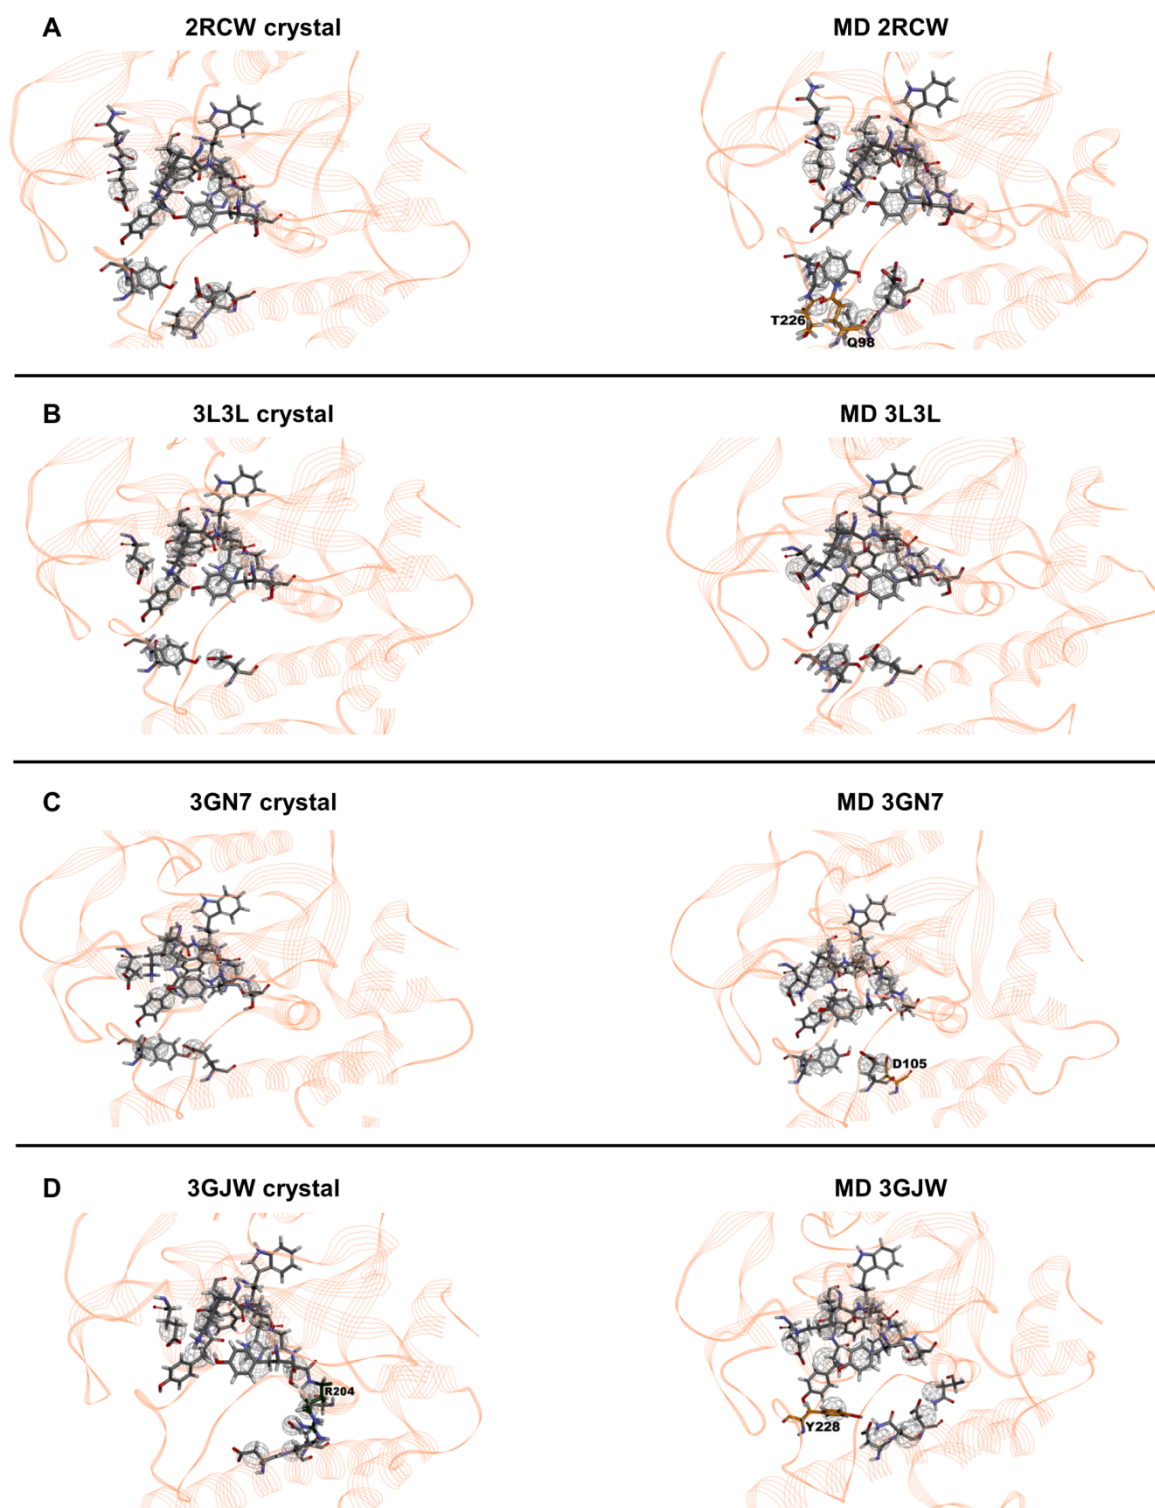 A 2RCW crystal MD 2RCW
T226
Q98
B 3L3L crystal MD 3L3L
C 3GN7 crystal MD 3GN7
D105
D 3GJW crystal MD 3GJW
R204
Y228